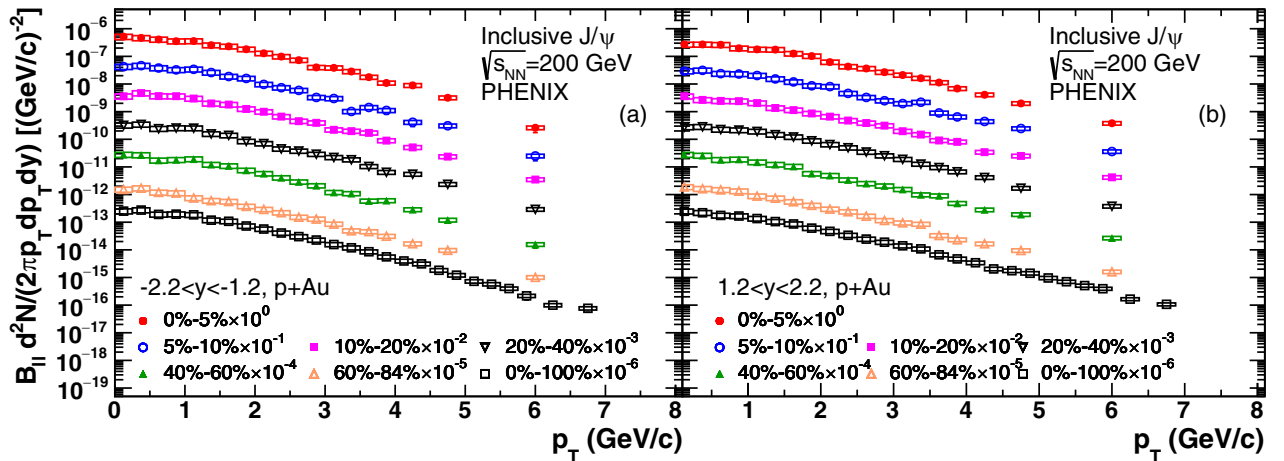 B_ll d²N/(2πp_T dp_T dy) [(GeV/c)⁻²]
10⁻⁶
10⁻⁷
10⁻⁸
10⁻⁹
10⁻¹⁰
10⁻¹¹
10⁻¹²
10⁻¹³
10⁻¹⁴
10⁻¹⁵
10⁻¹⁶
10⁻¹⁷
10⁻¹⁸
10⁻¹⁹
Inclusive J/ψ
√s_NN=200 GeV
PHENIX
(a)
-2.2<y<-1.2, p+Au
0%-5%×10⁰
5%-10%×10⁻¹ 10%-20%×10⁻² 20%-40%×10⁻³
40%-60%×10⁻⁴ 60%-84%×10⁻⁵ 0%-100%×10⁻⁶
0 1 2 3 4 5 6 7 8
p_T (GeV/c)
Inclusive J/ψ
√s_NN=200 GeV
PHENIX
(b)
1.2<y<2.2, p+Au
0%-5%×10⁰
5%-10%×10⁻¹ 10%-20%×10⁻² 20%-40%×10⁻³
40%-60%×10⁻⁴ 60%-84%×10⁻⁵ 0%-100%×10⁻⁶
1 2 3 4 5 6 7 8
p_T (GeV/c)